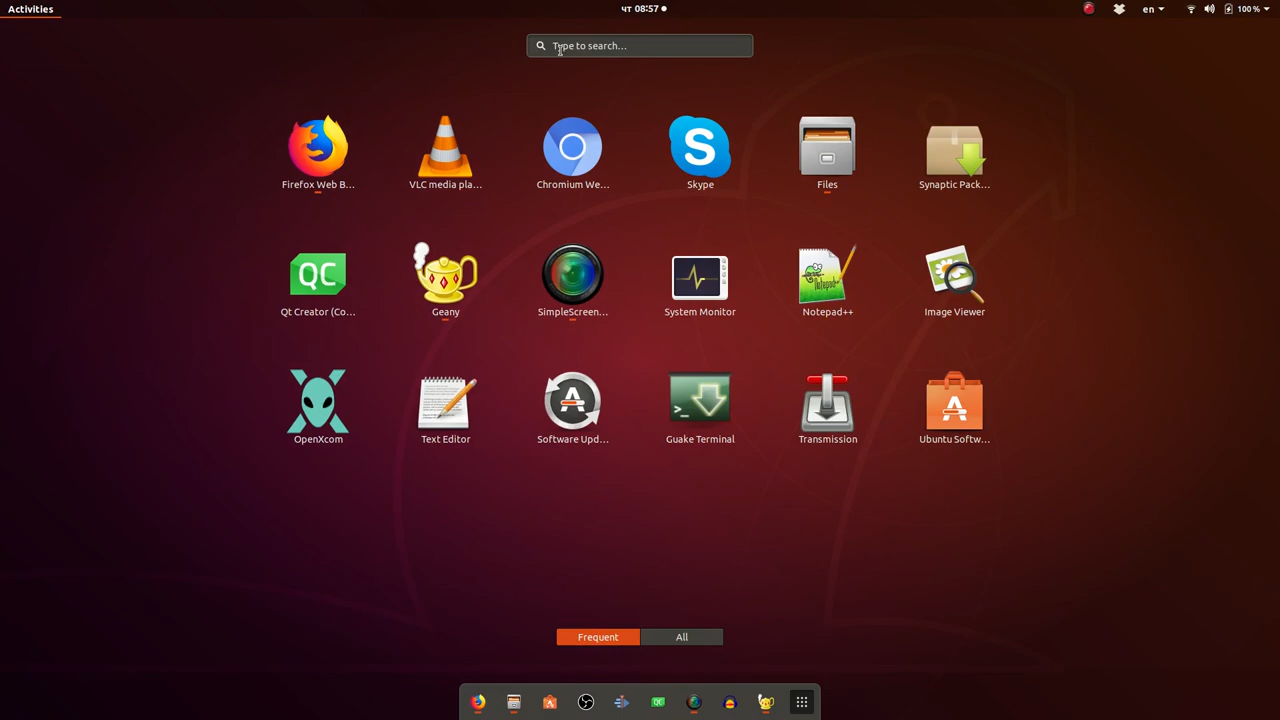 Activities
чт 08:57
en
100 %
Type to search...
Firefox Web B...
VLC media pla...
Chromium We...
Skype
Files
Synaptic Pack...
Qt Creator (Co...
Geany
SimpleScreen...
System Monitor
Notepad++
Image Viewer
OpenXcom
Text Editor
Software Upd...
Guake Terminal
Transmission
Ubuntu Softw...
Frequent
All